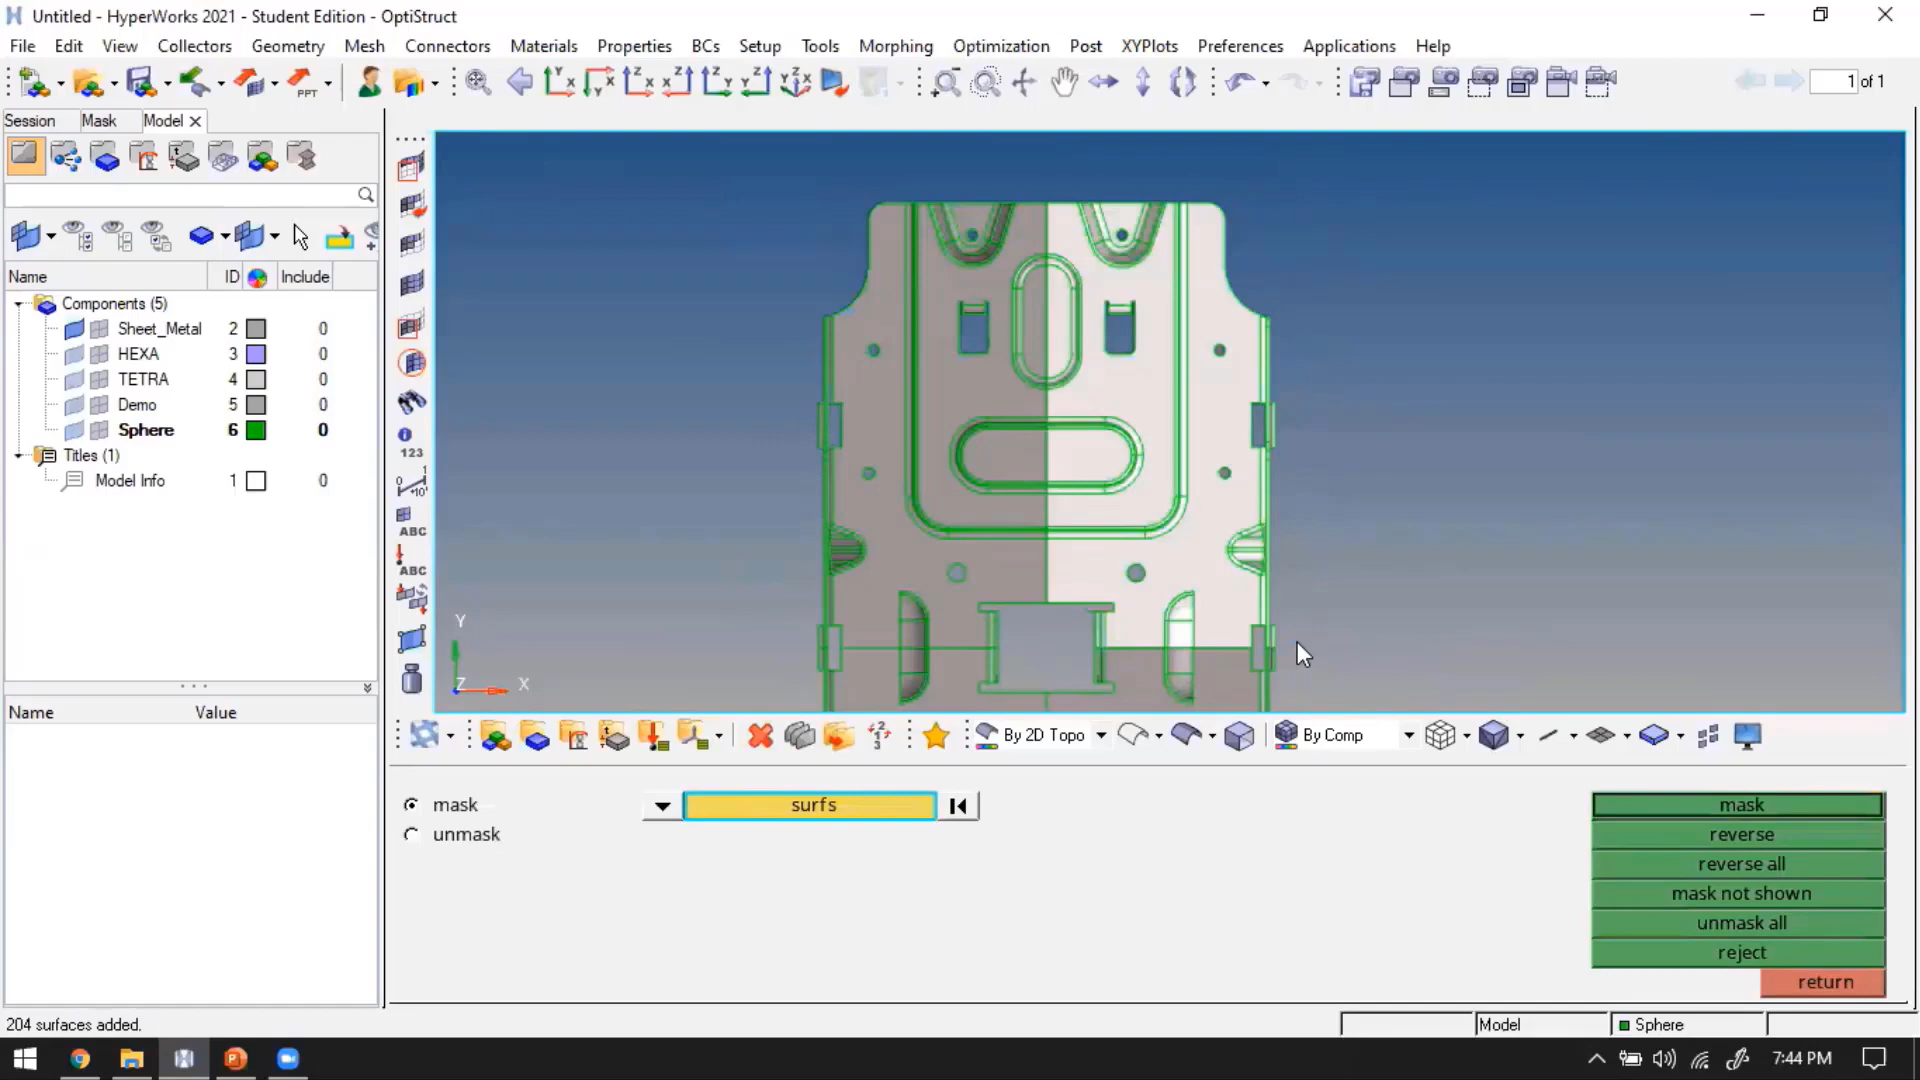 Untitled - HyperWorks 2021 - Student Edition - OptiStruct
File Edit View Collectors Geometry Mesh Connectors Materials Properties BCs Setup Tools Morphing Optimization Post XYPlots Preferences Applications Help
PPT
1 of 1
Session Mask Model
Name ID Include
Components (5)
Sheet_Metal 2 0
HEXA 3 0
TETRA 4 0
Demo 5 0
Sphere 6 0
Titles (1)
Model Info 1 0
Name Value
123
ABC
ABC
Y
Z X
By 2D Topo By Comp
mask surfs
unmask
mask
reverse
reverse all
mask not shown
unmask all
reject
return
204 surfaces added. Model Sphere
7:44 PM